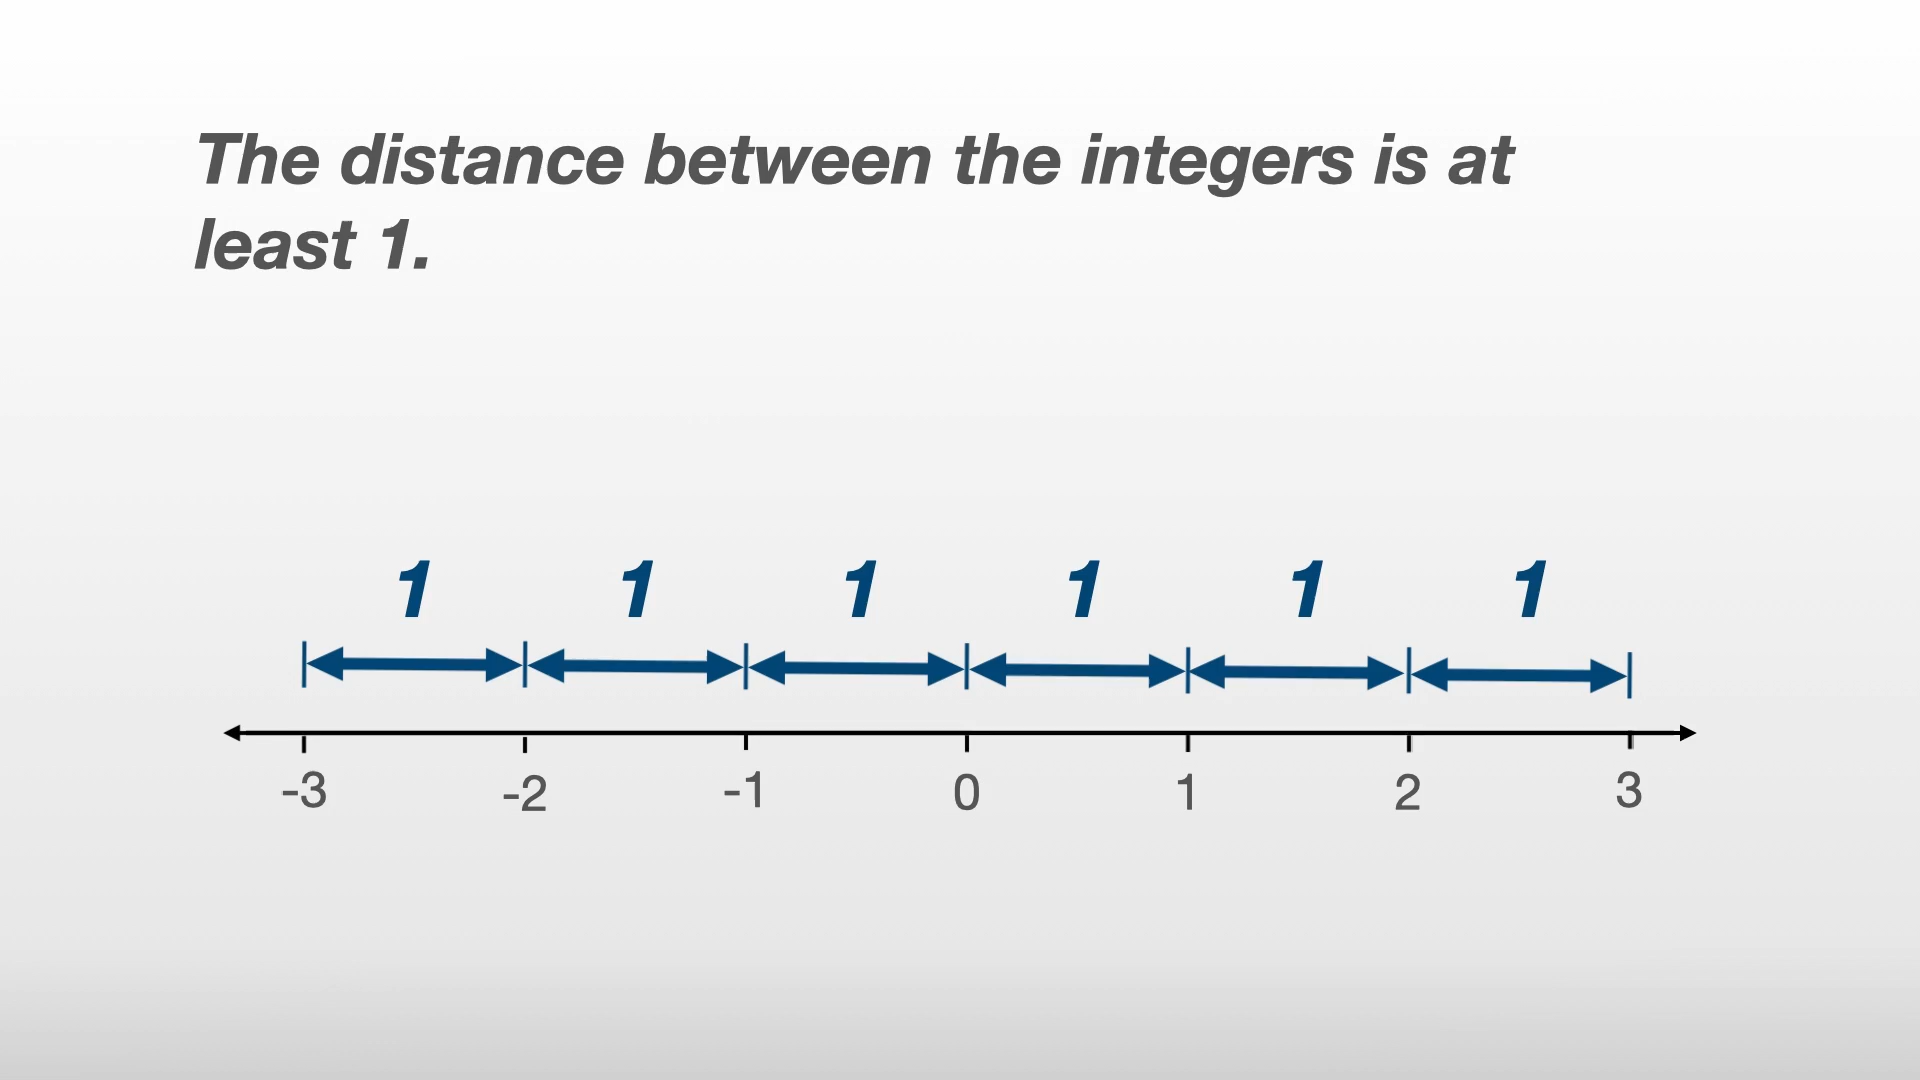 The distance between the integers is at
least 1.
1 1 1 1 1 1
-3 -2 -1 0 1 2 3